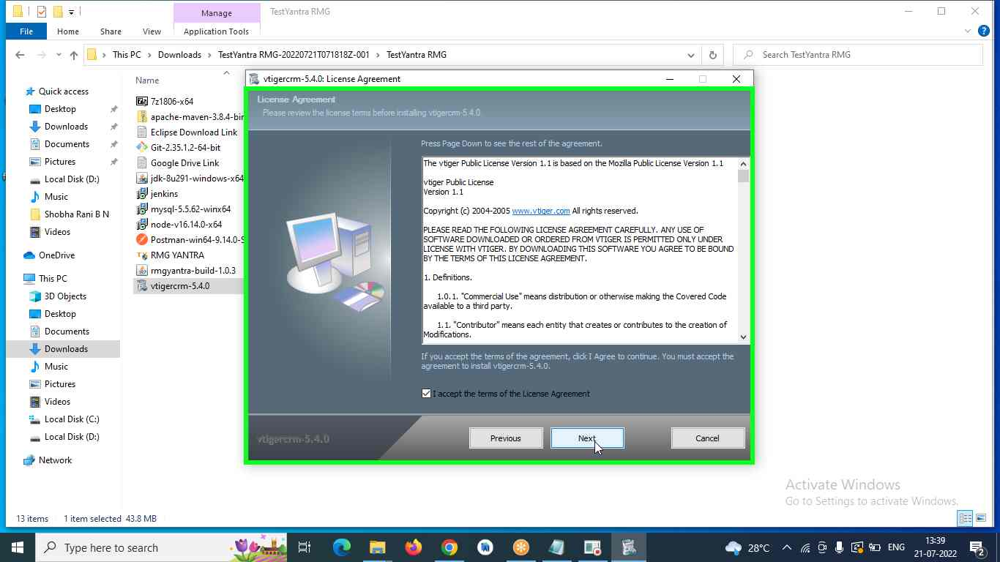 Manage
TestYantra RMG
File
Home
Share
View
Application Tools
This PC
Downloads
TestYantra RMG-20220721T071818Z-001
TestYantra RMG
Search TestYantra RMG
Quick access
Desktop
Downloads
Documents
Pictures
Local Disk (D:)
Music
Shobha Rani B N
Videos
OneDrive
This PC
3D Objects
Desktop
Documents
Downloads
Music
Pictures
Videos
Local Disk (C:)
Local Disk (D:)
Network
Name
7z1806-x64
apache-maven-3.8.4-bin
Eclipse Download Link
Git-2.35.1.2-64-bit
Google Drive Link
jdk-8u291-windows-x64
jenkins
mysql-5.5.62-winx64
node-v16.14.0-x64
Postman-win64-9.14.0-S
RMG YANTRA
rmgyantra-build-1.0.3
vtigercrm-5.4.0
vtigercrm-5.4.0: License Agreement
License Agreement
Please review the license terms before installing vtigercrm-5.4.0.
Press Page Down to see the rest of the agreement.
The vtiger Public License Version 1.1 is based on the Mozilla Public License Version 1.1
vtiger Public License
Version 1.1
Copyright (c) 2004-2005 www.vtiger.com All rights reserved.
PLEASE READ THE FOLLOWING LICENSE AGREEMENT CAREFULLY. ANY USE OF
SOFTWARE DOWNLOADED OR ORDERED FROM VTIGER IS PERMITTED ONLY UNDER
LICENSE WITH VTIGER. BY DOWNLOADING THIS SOFTWARE YOU AGREE TO BE BOUND
BY THE TERMS OF THIS LICENSE AGREEMENT.
1. Definitions.
1.0.1. "Commercial Use" means distribution or otherwise making the Covered Code
available to a third party.
1.1. "Contributor" means each entity that creates or contributes to the creation of
Modifications.
If you accept the terms of the agreement, click I Agree to continue. You must accept the
agreement to install vtigercrm-5.4.0.
I accept the terms of the License Agreement
vtigercrm-5.4.0
Previous
Next
Cancel
Activate Windows
Go to Settings to activate Windows.
13 items
1 item selected 43.8 MB
Type here to search
28°C
ENG
13:39
21-07-2022
2